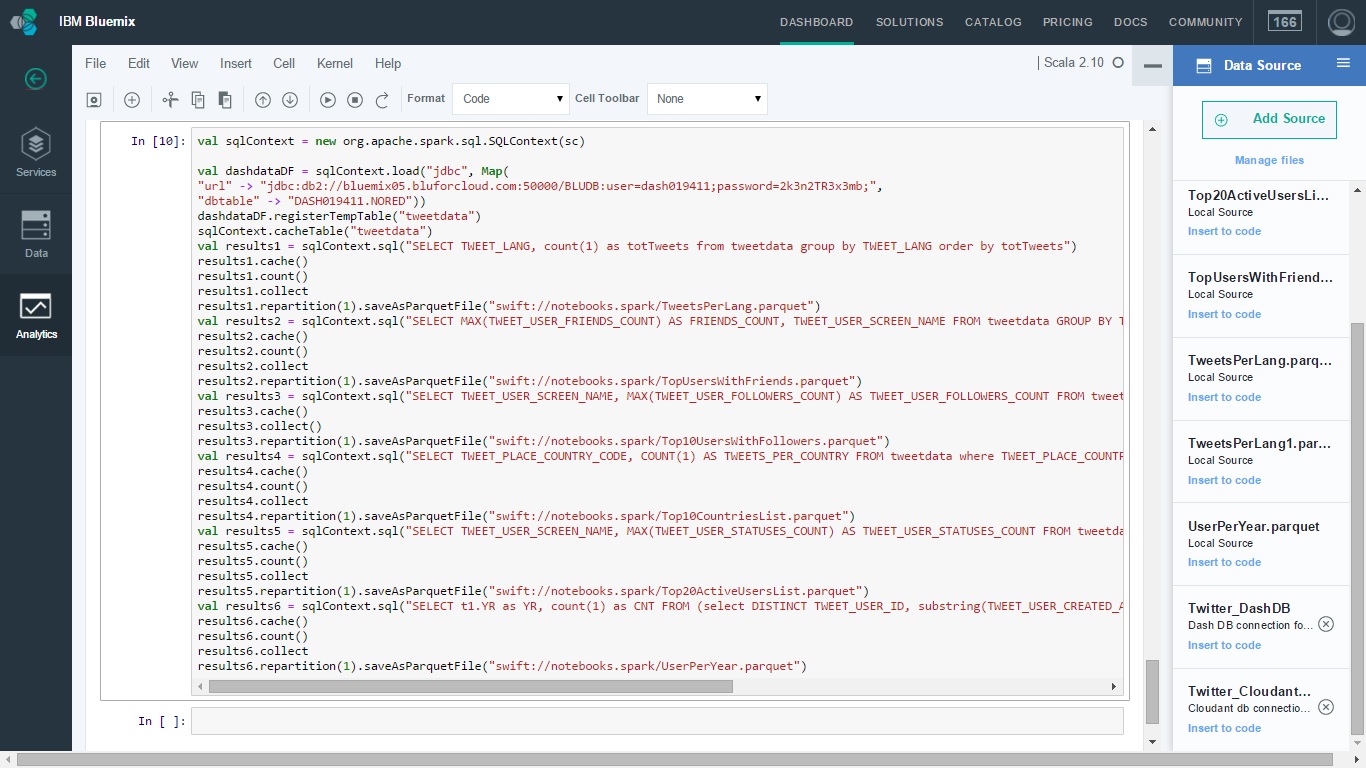 IBM Bluemix
DASHBOARD SOLUTIONS CATALOG PRICING DOCS COMMUNITY 166
File Edit View Insert Cell Kernel Help
| Scala 2.10
Format Code Cell Toolbar None
Services
Data
Analytics
In [10]:
val sqlContext = new org.apache.spark.sql.SQLContext(sc)
val dashdataDF = sqlContext.load("jdbc", Map(
"url" -> "jdbc:db2://bluemix05.bluforcloud.com:50000/BLUDB:user=dash019411;password=2k3n2TR3x3mb;",
"dbtable" -> "DASH019411.NORED"))
dashdataDF.registerTempTable("tweetdata")
sqlContext.cacheTable("tweetdata")
val results1 = sqlContext.sql("SELECT TWEET_LANG, count(1) as totTweets from tweetdata group by TWEET_LANG order by totTweets")
results1.cache()
results1.count()
results1.collect
results1.repartition(1).saveAsParquetFile("swift://notebooks.spark/TweetsPerLang.parquet")
val results2 = sqlContext.sql("SELECT MAX(TWEET_USER_FRIENDS_COUNT) AS FRIENDS_COUNT, TWEET_USER_SCREEN_NAME FROM tweetdata GROUP BY T
results2.cache()
results2.count()
results2.collect
results2.repartition(1).saveAsParquetFile("swift://notebooks.spark/TopUsersWithFriends.parquet")
val results3 = sqlContext.sql("SELECT TWEET_USER_SCREEN_NAME, MAX(TWEET_USER_FOLLOWERS_COUNT) AS TWEET_USER_FOLLOWERS_COUNT FROM tweet
results3.cache()
results3.collect()
results3.repartition(1).saveAsParquetFile("swift://notebooks.spark/Top10UsersWithFollowers.parquet")
val results4 = sqlContext.sql("SELECT TWEET_PLACE_COUNTRY_CODE, COUNT(1) AS TWEETS_PER_COUNTRY FROM tweetdata where TWEET_PLACE_COUNTR
results4.cache()
results4.count()
results4.collect
results4.repartition(1).saveAsParquetFile("swift://notebooks.spark/Top10CountriesList.parquet")
val results5 = sqlContext.sql("SELECT TWEET_USER_SCREEN_NAME, MAX(TWEET_USER_STATUSES_COUNT) AS TWEET_USER_STATUSES_COUNT FROM tweetda
results5.cache()
results5.count()
results5.collect
results5.repartition(1).saveAsParquetFile("swift://notebooks.spark/Top20ActiveUsersList.parquet")
val results6 = sqlContext.sql("SELECT t1.YR as YR, count(1) as CNT FROM (select DISTINCT TWEET_USER_ID, substring(TWEET_USER_CREATED_A
results6.cache()
results6.count()
results6.collect
results6.repartition(1).saveAsParquetFile("swift://notebooks.spark/UserPerYear.parquet")
In [ ]:
Data Source
Add Source
Manage files
Top20ActiveUsersLi...
Local Source
Insert to code
TopUsersWithFriend...
Local Source
Insert to code
TweetsPerLang.parq...
Local Source
Insert to code
TweetsPerLang1.par...
Local Source
Insert to code
UserPerYear.parquet
Local Source
Insert to code
Twitter_DashDB
Dash DB connection fo...
Insert to code
Twitter_Cloudant...
Cloudant db connectio...
Insert to code